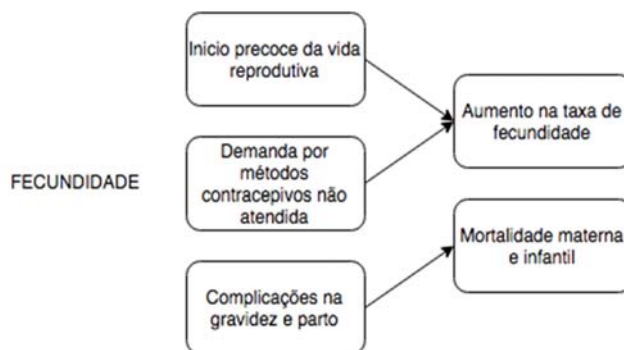 Inicio precoce da vida
reprodutiva
Aumento na taxa de
fecundidade
Demanda por
métodos
contracepivos não
atendida
FECUNDIDADE
Mortalidade materna
e infantil
Complicações na
gravidez e parto